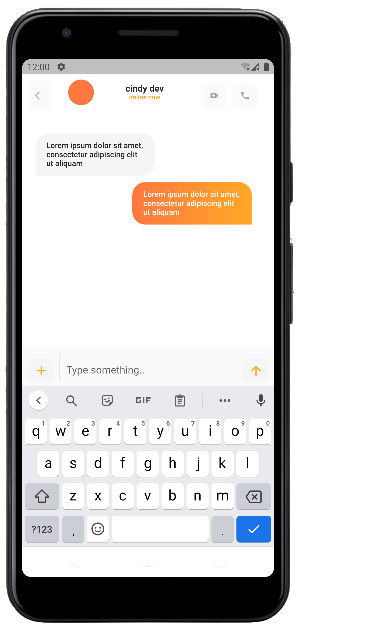 12:00
cindy dev
online now
Lorem ipsum dolor sit amet,
consectetur adipiscing elit
ut aliquam
Lorem ipsum dolor sit amet,
consectetur adipiscing elit
ut aliquam
Type something..
GIF
1 2 3 4 5 6 7 8 9 0
q w e r t y u i o p
a s d f g h j k l
z x c v b n m
?123 , .